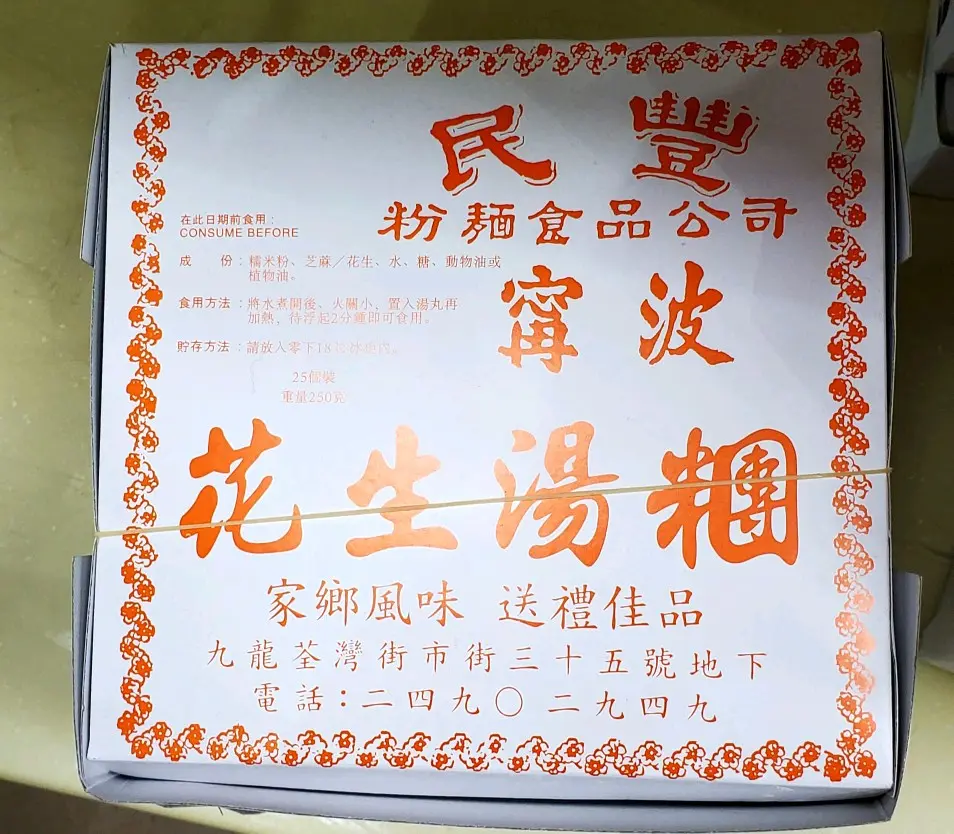 民豐
粉麵食品公司
在此日期前食用:
CONSUME BEFORE
成 份:糯米粉、芝蔴／花生、水、糖、動物油或
植物油。
食用方法:將水煮開後、火關小、置入湯丸再
加熱，待浮起2分鐘即可食用。
貯存方法:請放入零下18
25個裝
重量250克
寗波
花生湯糰
家鄉風味 送禮佳品
九龍荃灣街市街三十五號地下
電話:二四九〇二九四九